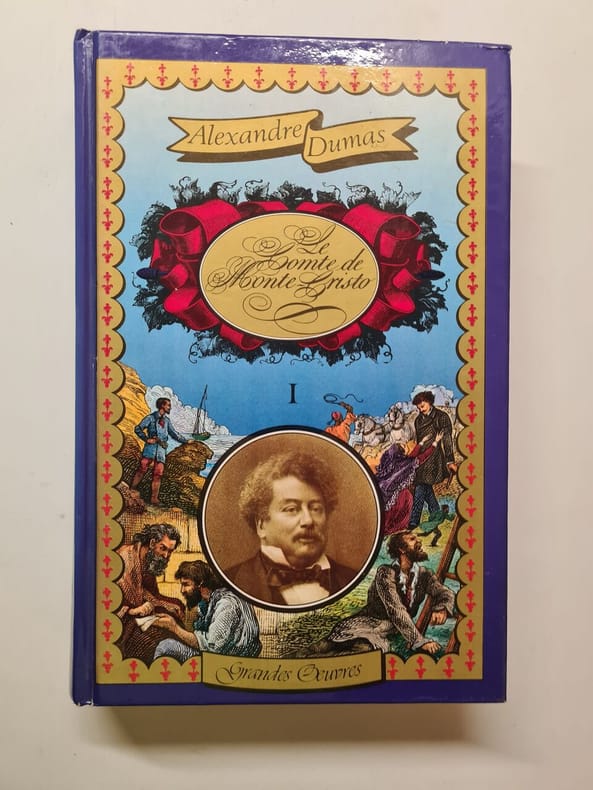 Alexandre
Dumas
Le
Comte de
Monte-Cristo
I
Grandes Œuvres